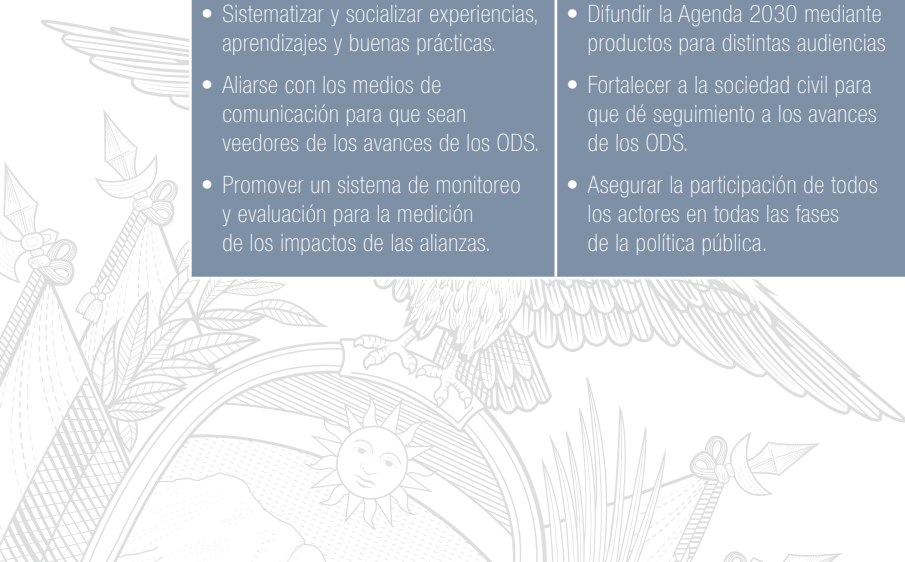 • Sistematizar y socializar experiencias,
aprendizajes y buenas prácticas.
• Aliarse con los medios de
comunicación para que sean
veedores de los avances de los ODS.
• Promover un sistema de monitoreo
y evaluación para la medición
de los impactos de las alianzas.
• Difundir la Agenda 2030 mediante
productos para distintas audiencias
• Fortalecer a la sociedad civil para
que dé seguimiento a los avances
de los ODS.
• Asegurar la participación de todos
los actores en todas las fases
de la política pública.